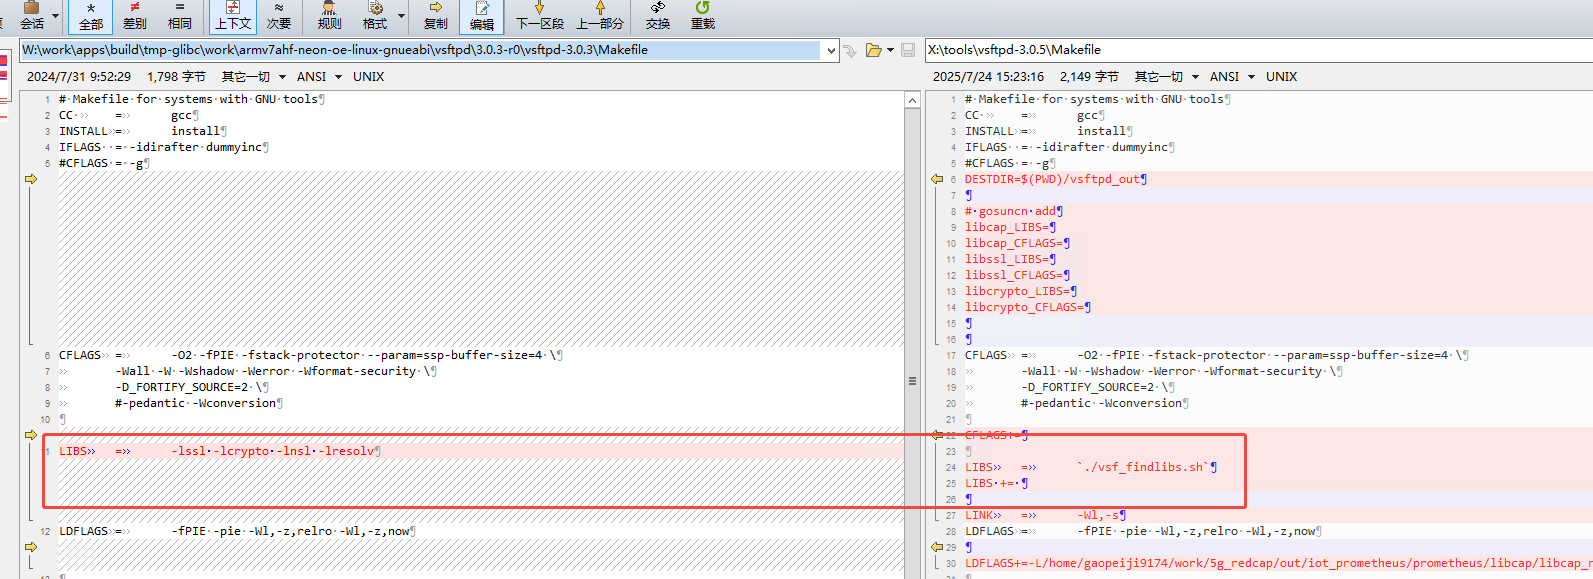 会话 全部 差别 相同 上下文 次要 规则 格式 复制 编辑 下一区段 上一部分 交换 重载
W:\work\apps\build\tmp-glibc\work\armv7ahf-neon-oe-linux-gnueabi\vsftpd\3.0.3-r0\vsftpd-3.0.3\Makefile
2024/7/31 9:52:29 1,798 字节 其它一切 ANSI UNIX
1 # Makefile for systems with GNU tools
2 CC = gcc
3 INSTALL = install
4 IFLAGS = -idirafter dummyinc
5 #CFLAGS = -g
6 CFLAGS = -O2 -fPIE -fstack-protector --param=ssp-buffer-size=4 \
7 -Wall -W -Wshadow -Werror -Wformat-security \
8 -D_FORTIFY_SOURCE=2 \
9 #-pedantic -Wconversion
10
11 LIBS = -lssl -lcrypto -lnsl -lresolv
12 LDFLAGS = -fPIE -pie -Wl,-z,relro -Wl,-z,now
X:\tools\vsftpd-3.0.5\Makefile
2025/7/24 15:23:16 2,149 字节 其它一切 ANSI UNIX
1 # Makefile for systems with GNU tools
2 CC = gcc
3 INSTALL = install
4 IFLAGS = -idirafter dummyinc
5 #CFLAGS = -g
6 DESTDIR=$(PWD)/vsftpd_out
7
8 # gosuncn add
9 libcap_LIBS=
10 libcap_CFLAGS=
11 libssl_LIBS=
12 libssl_CFLAGS=
13 libcrypto_LIBS=
14 libcrypto_CFLAGS=
15
16
17 CFLAGS = -O2 -fPIE -fstack-protector --param=ssp-buffer-size=4 \
18 -Wall -W -Wshadow -Werror -Wformat-security \
19 -D_FORTIFY_SOURCE=2 \
20 #-pedantic -Wconversion
21
22 CFLAGS+=
23
24 LIBS = `./vsf_findlibs.sh`
25 LIBS +=
26
27 LINK = -Wl,-s
28 LDFLAGS = -fPIE -pie -Wl,-z,relro -Wl,-z,now
29
30 LDFLAGS+=-L/home/gaopeiji9174/work/5g_redcap/out/iot_prometheus/prometheus/libcap/libcap_